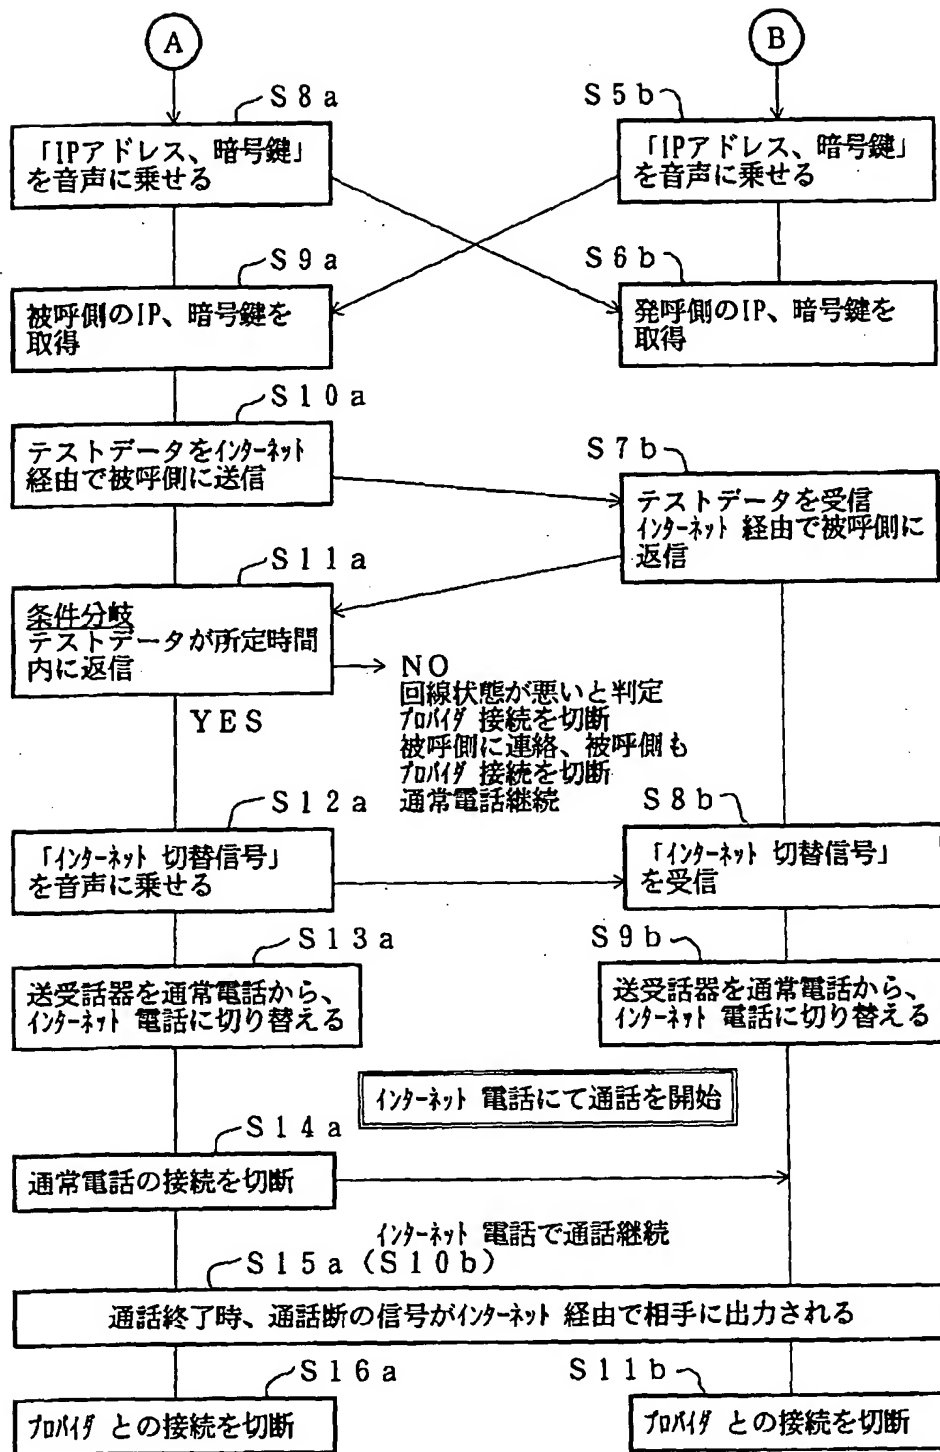 A
B
S8a
S5b
「IPアドレス、暗号鍵」
を音声に乗せる
「IPアドレス、暗号鍵」
を音声に乗せる
S9a
S6b
被呼側のIP、暗号鍵を
取得
発呼側のIP、暗号鍵を
取得
S10a
テストデータをインターネット
経由で被呼側に送信
S7b
テストデータを受信
インターネット 経由で被呼側に
返信
S11a
条件分岐
テストデータが所定時間
内に返信
NO
回線状態が悪いと判定
プロバイダ 接続を切断
被呼側に連絡、被呼側も
プロバイダ 接続を切断
通常電話継続
YES
S12a
S8b
「インターネット 切替信号」
を音声に乗せる
「インターネット 切替信号」
を受信
S13a
S9b
送受話器を通常電話から、
インターネット 電話に切り替える
送受話器を通常電話から、
インターネット 電話に切り替える
インターネット 電話にて通話を開始
S14a
通常電話の接続を切断
インターネット 電話で通話継続
S15a(S10b)
通話終了時、通話断の信号がインターネット 経由で相手に出力される
S16a
S11b
プロバイダ との接続を切断
プロバイダ との接続を切断